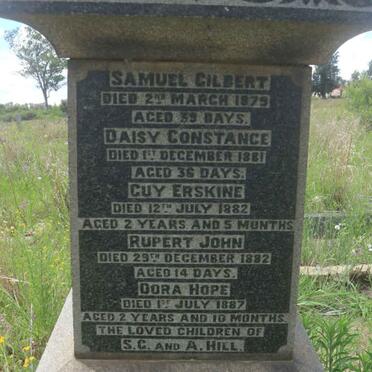 SAMUEL GILBERT
DIED 2ND MARCH 1879
AGED 39 DAYS.
DAISY CONSTANCE
DIED 1ST DECEMBER 1881
AGED 36 DAYS.
GUY ERSKINE
DIED 12TH JULY 1882
AGED 2 YEARS AND 5 MONTHS
RUPERT JOHN
DIED 29TH DECEMBER 1882
AGED 14 DAYS.
DORA HOPE
DIED 1ST JULY 1887
AGED 2 YEARS AND 10 MONTHS
THE LOVED CHILDREN OF
S.G. AND A. HILL.